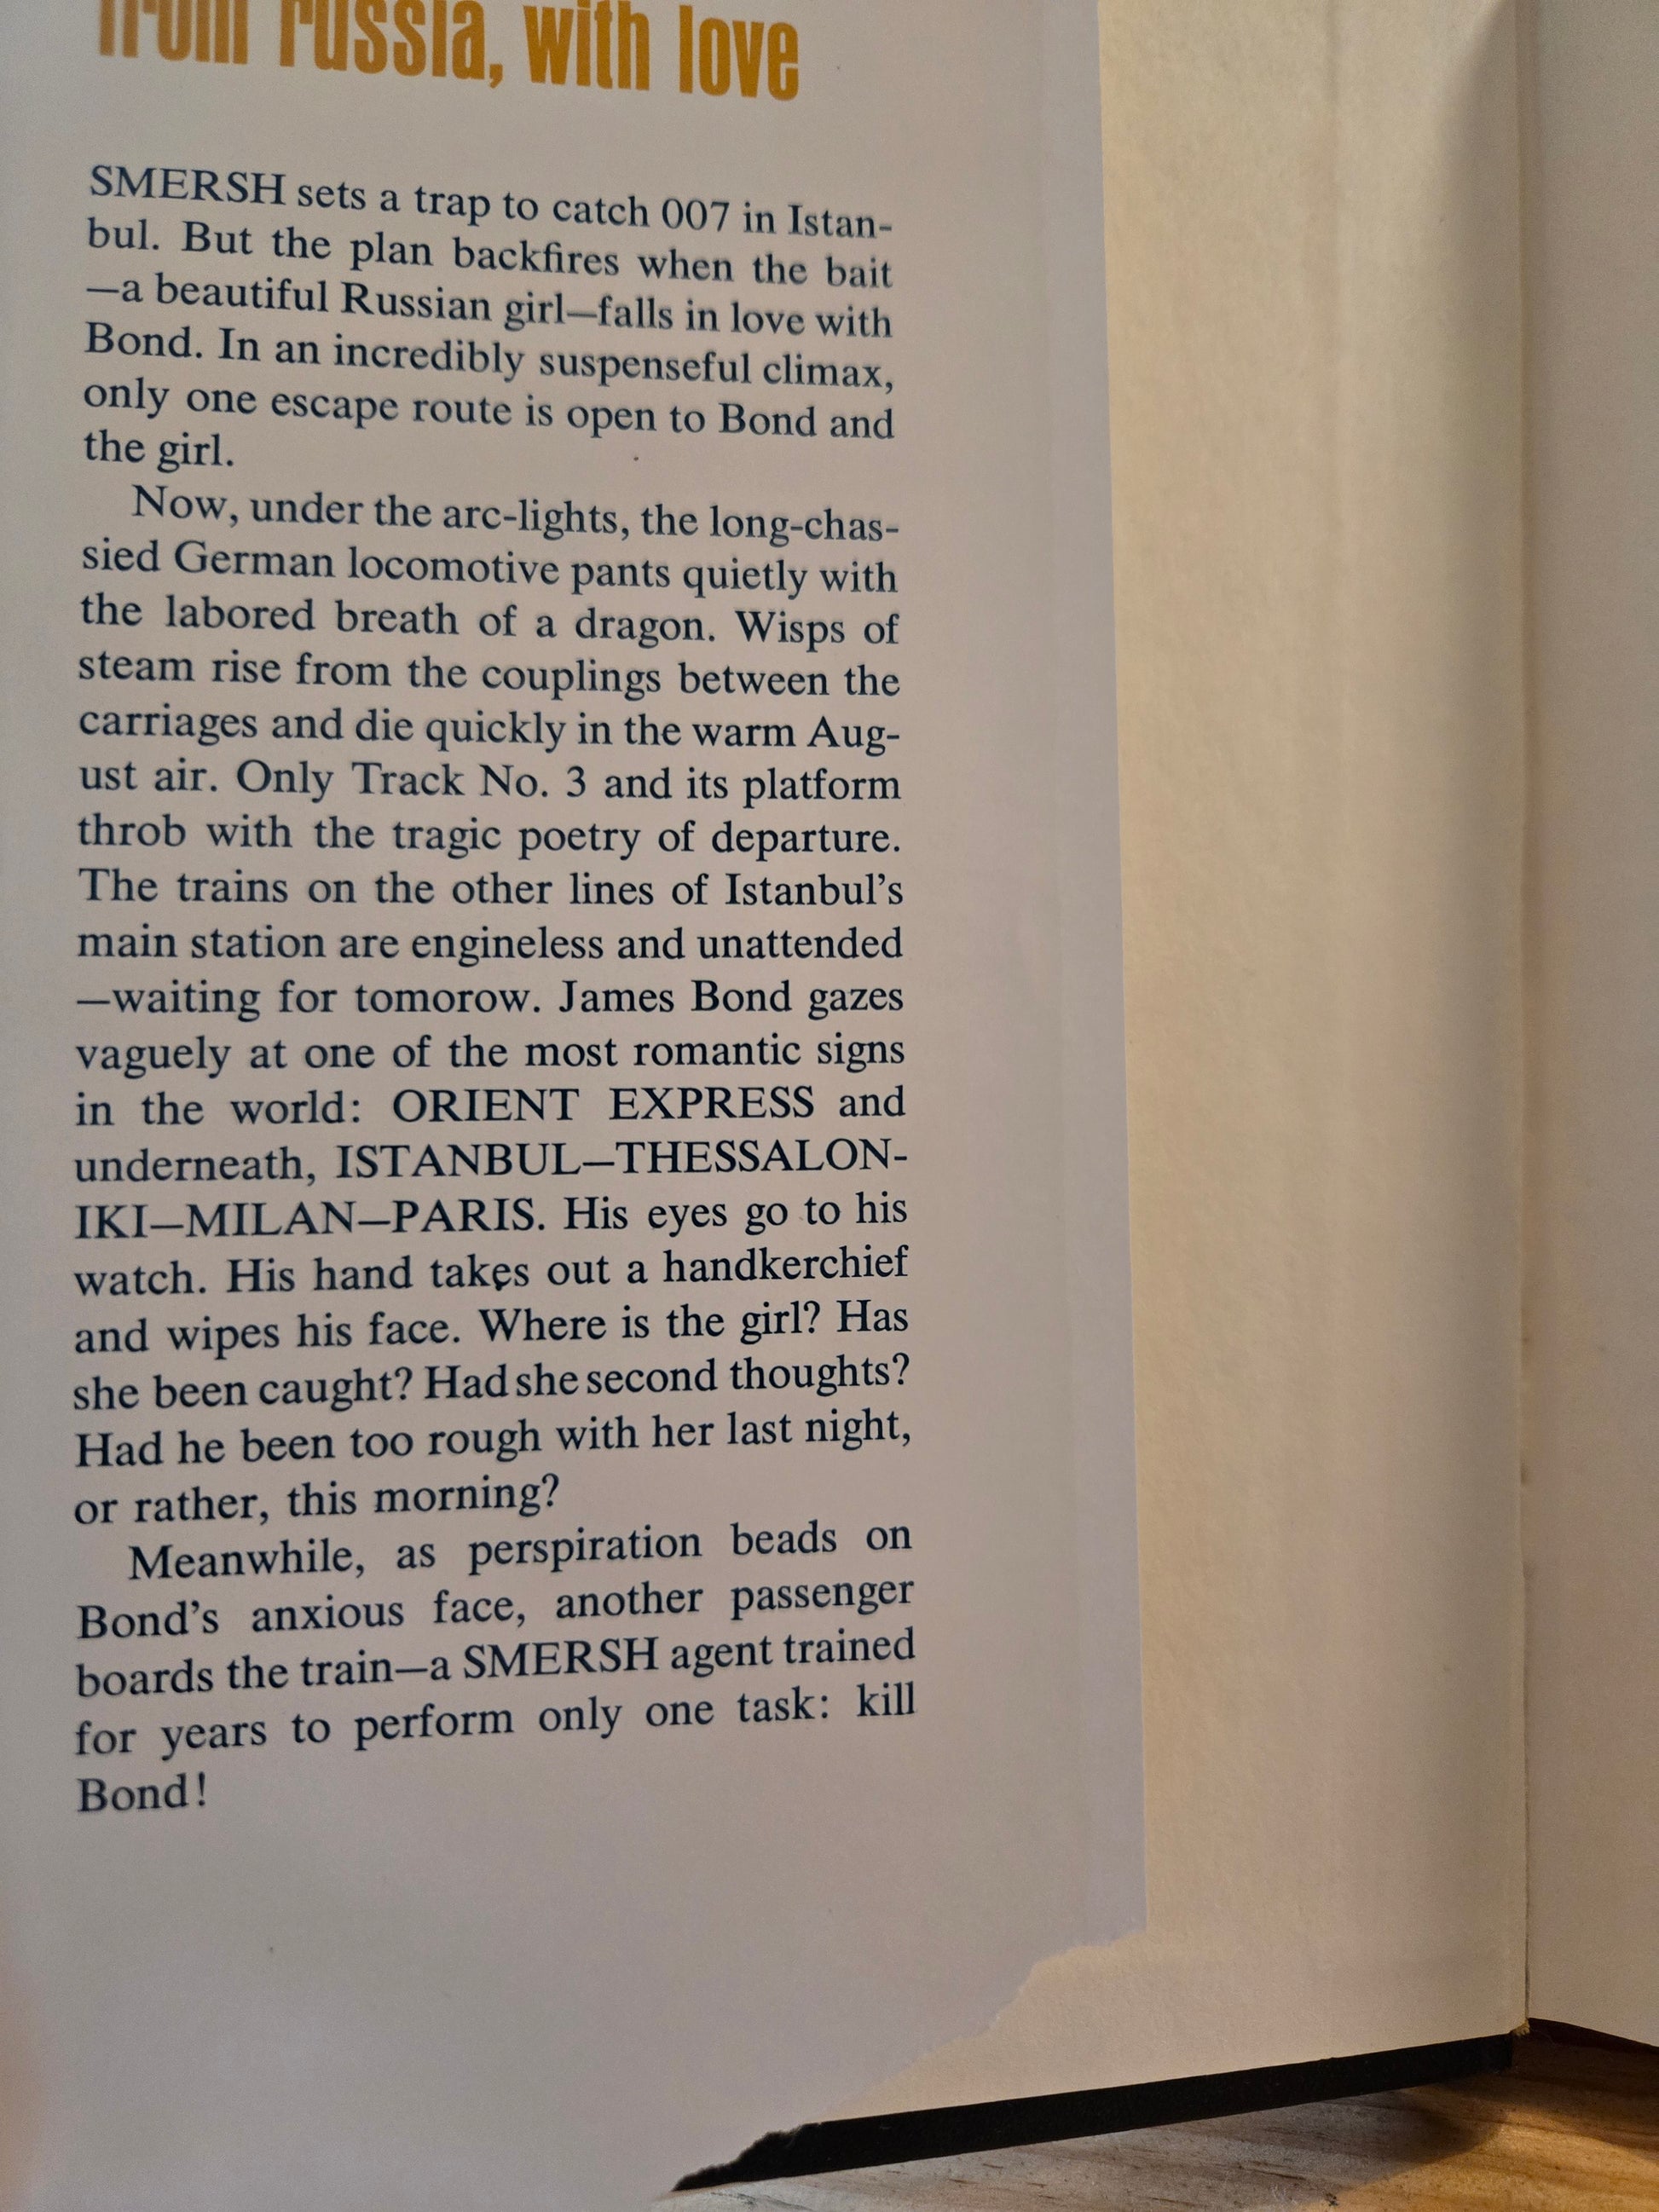 from russia, with love
SMERSH sets a trap to catch 007 in Istan-
bul. But the plan backfires when the bait
—a beautiful Russian girl—falls in love with
Bond. In an incredibly suspenseful climax,
only one escape route is open to Bond and
the girl.
Now, under the arc-lights, the long-chas-
sied German locomotive pants quietly with
the labored breath of a dragon. Wisps of
steam rise from the couplings between the
carriages and die quickly in the warm Aug-
ust air. Only Track No. 3 and its platform
throb with the tragic poetry of departure.
The trains on the other lines of Istanbul’s
main station are engineless and unattended
—waiting for tomorow. James Bond gazes
vaguely at one of the most romantic signs
in the world: ORIENT EXPRESS and
underneath, ISTANBUL—THESSALON-
IKI—MILAN—PARIS. His eyes go to his
watch. His hand takes out a handkerchief
and wipes his face. Where is the girl? Has
she been caught? Had she second thoughts?
Had he been too rough with her last night,
or rather, this morning?
Meanwhile, as perspiration beads on
Bond’s anxious face, another passenger
boards the train—a SMERSH agent trained
for years to perform only one task: kill
Bond!